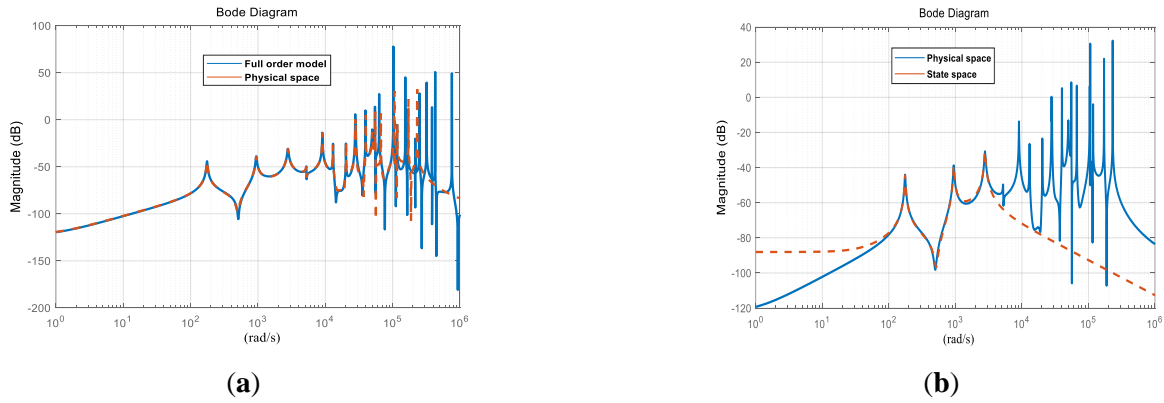 Bode Diagram
100
50
0
-50
-100
-150
-200
Magnitude (dB)
Full order model
Physical space
10^0
10^1
10^2
10^3
10^4
10^5
10^6
(rad/s)
(a)
Bode Diagram
40
20
0
-20
-40
-60
-80
-100
-120
Magnitude (dB)
Physical space
State space
10^0
10^1
10^2
10^3
10^4
10^5
10^6
(rad/s)
(b)